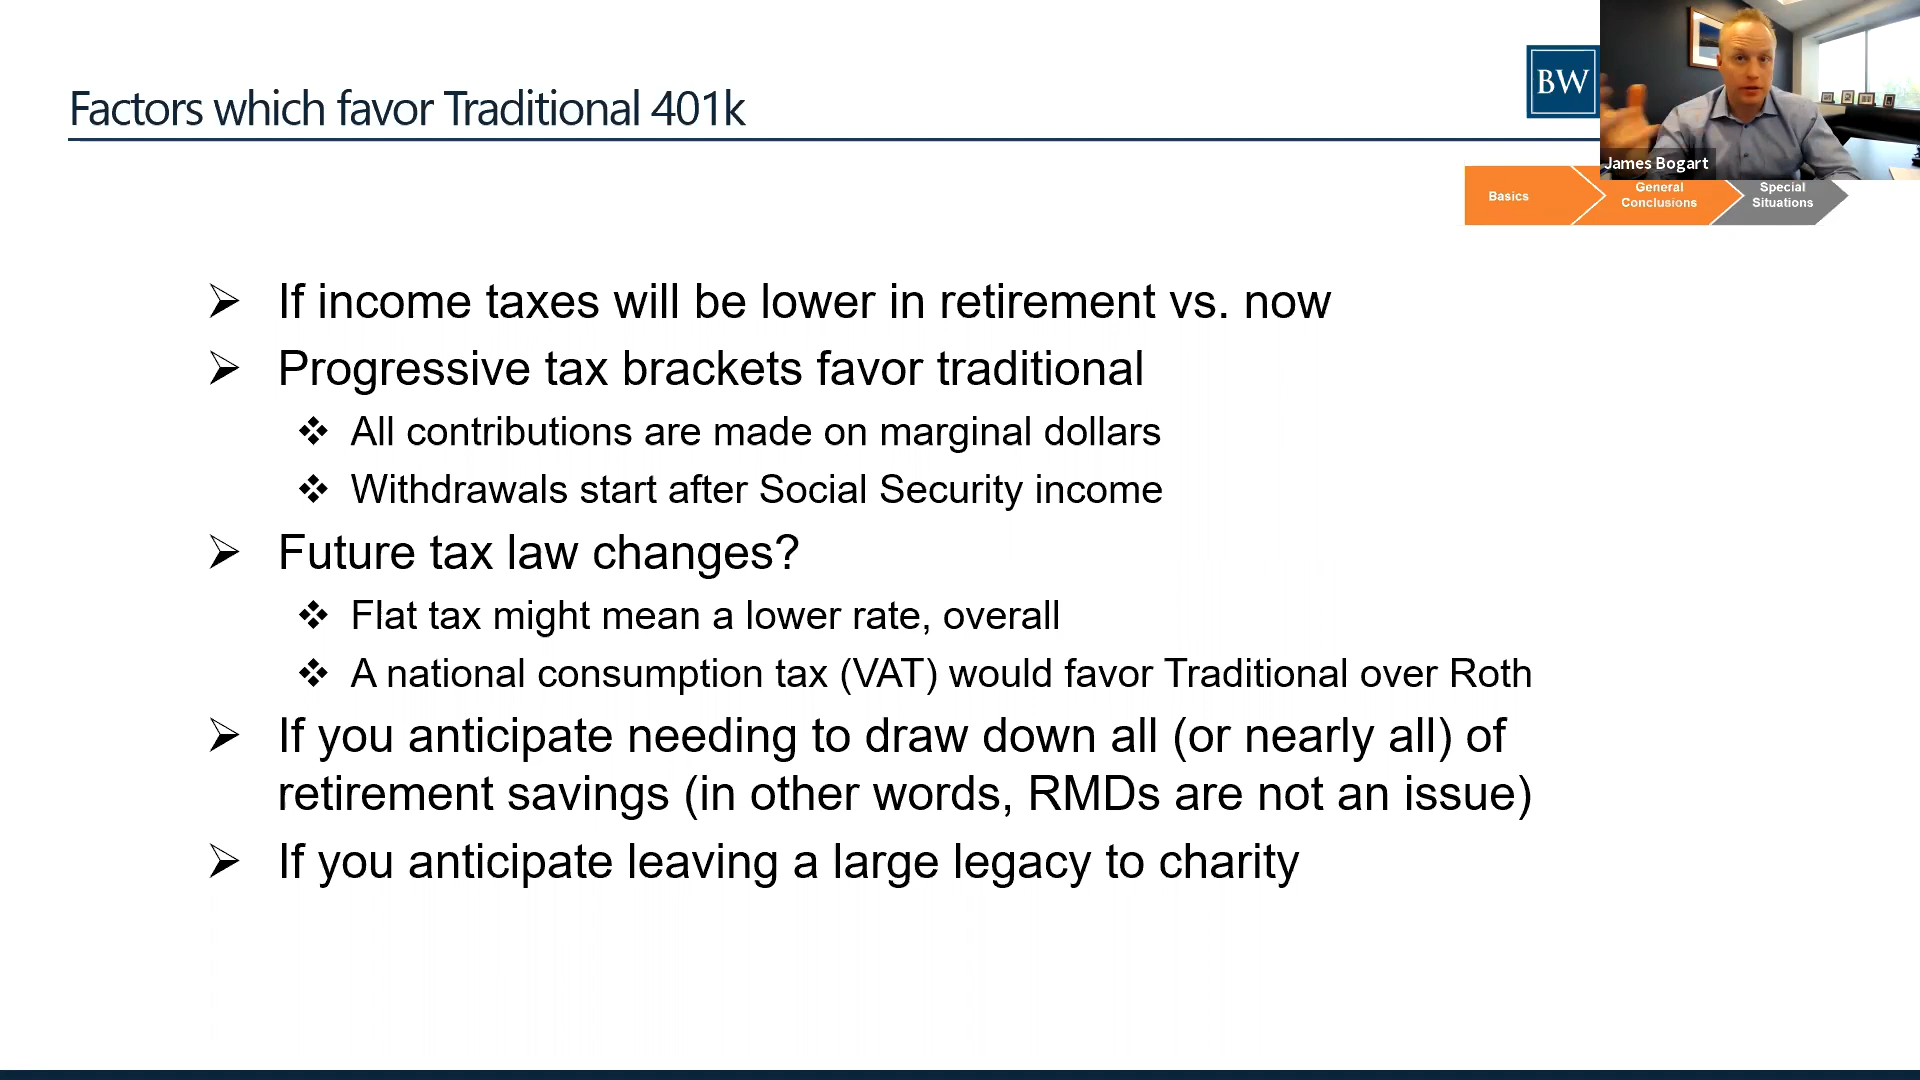 Factors which favor Traditional 401k
BW
James Bogart
Basics
General
Conclusions
Special
Situations
If income taxes will be lower in retirement vs. now
Progressive tax brackets favor traditional
All contributions are made on marginal dollars
Withdrawals start after Social Security income
Future tax law changes?
Flat tax might mean a lower rate, overall
A national consumption tax (VAT) would favor Traditional over Roth
If you anticipate needing to draw down all (or nearly all) of
retirement savings (in other words, RMDs are not an issue)
If you anticipate leaving a large legacy to charity